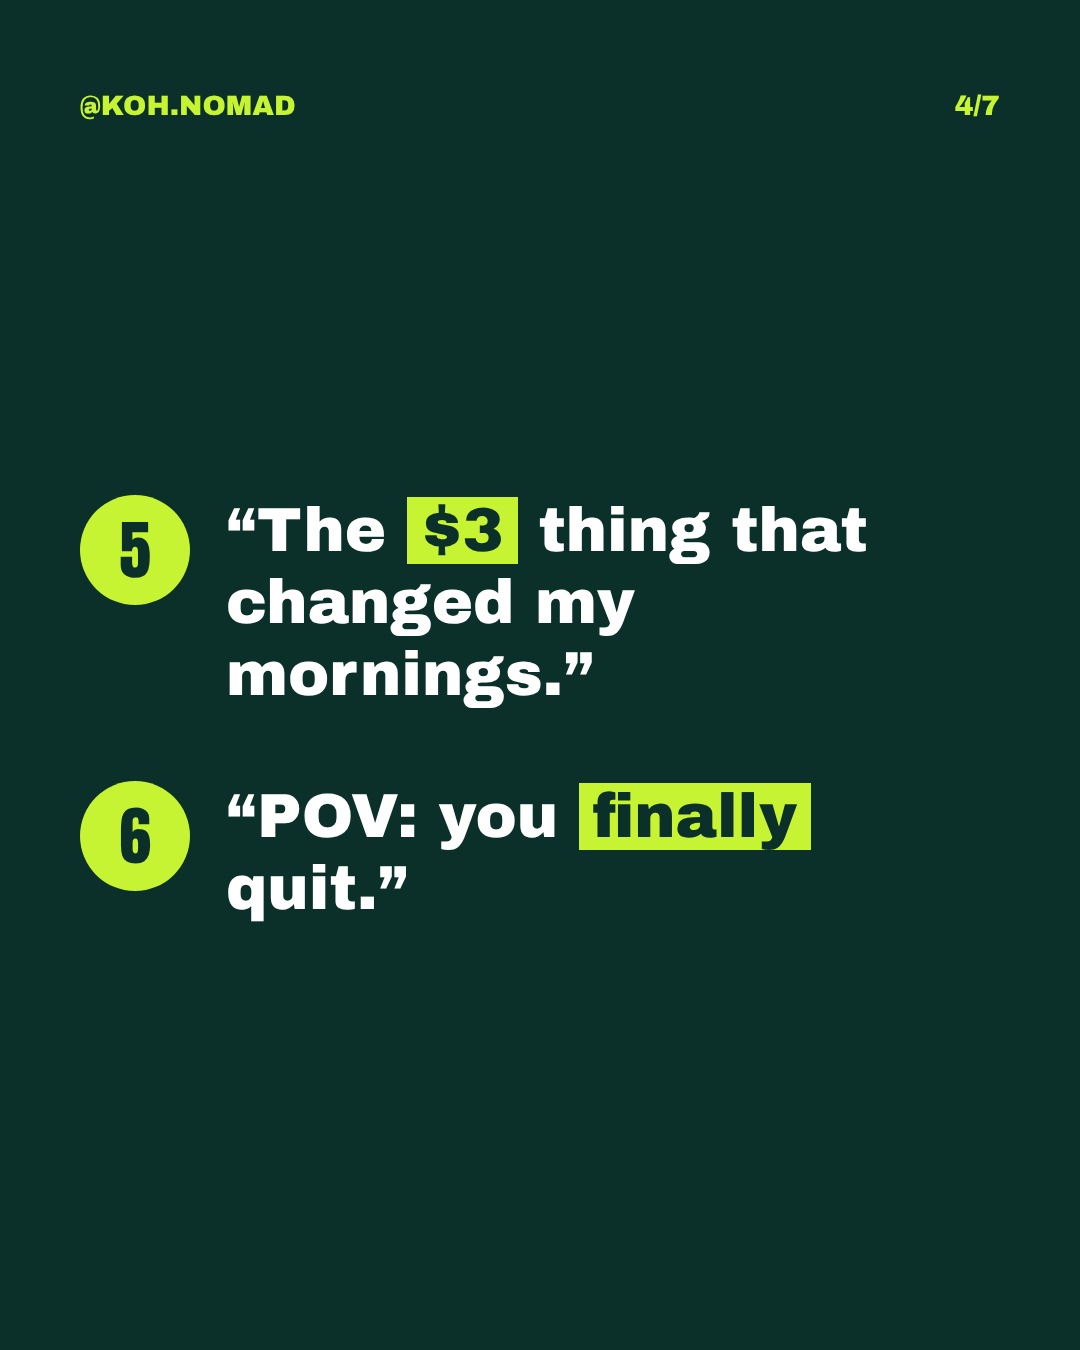 @KOH.NOMAD
4/7
5
“The $3 thing that
changed my
mornings.”
6
“POV: you finally
quit.”